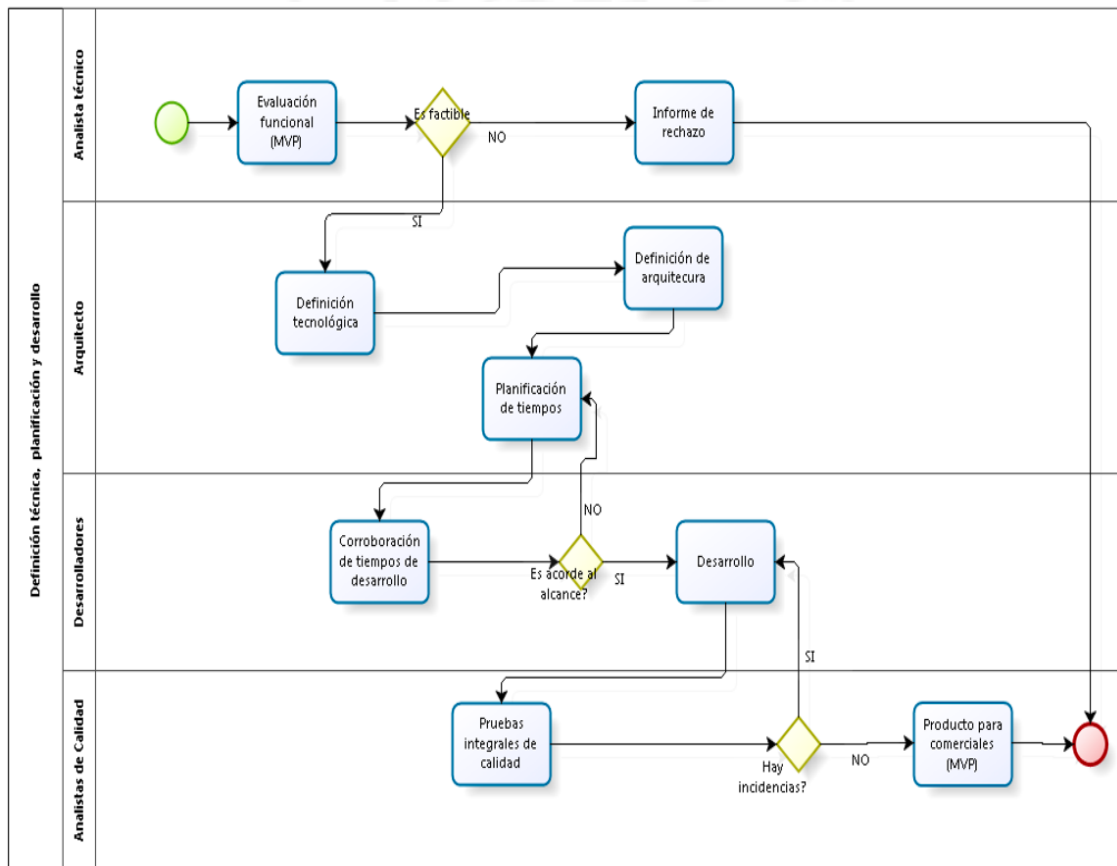 Definición técnica, planificación y desarrollo
Analista técnico
Evaluación
funcional
(MVP)
Es factible
NO
Informe de
rechazo
SI
Arquitecto
Definición
tecnológica
Definición de
arquitecura
Planificación
de tiempos
Desarrolladores
Corroboración
de tiempos de
desarrollo
NO
Es acorde al
alcance?
SI
Desarrollo
SI
Analistas de Calidad
Pruebas
integrales de
calidad
Hay
incidencias?
NO
Producto para
comerciales
(MVP)